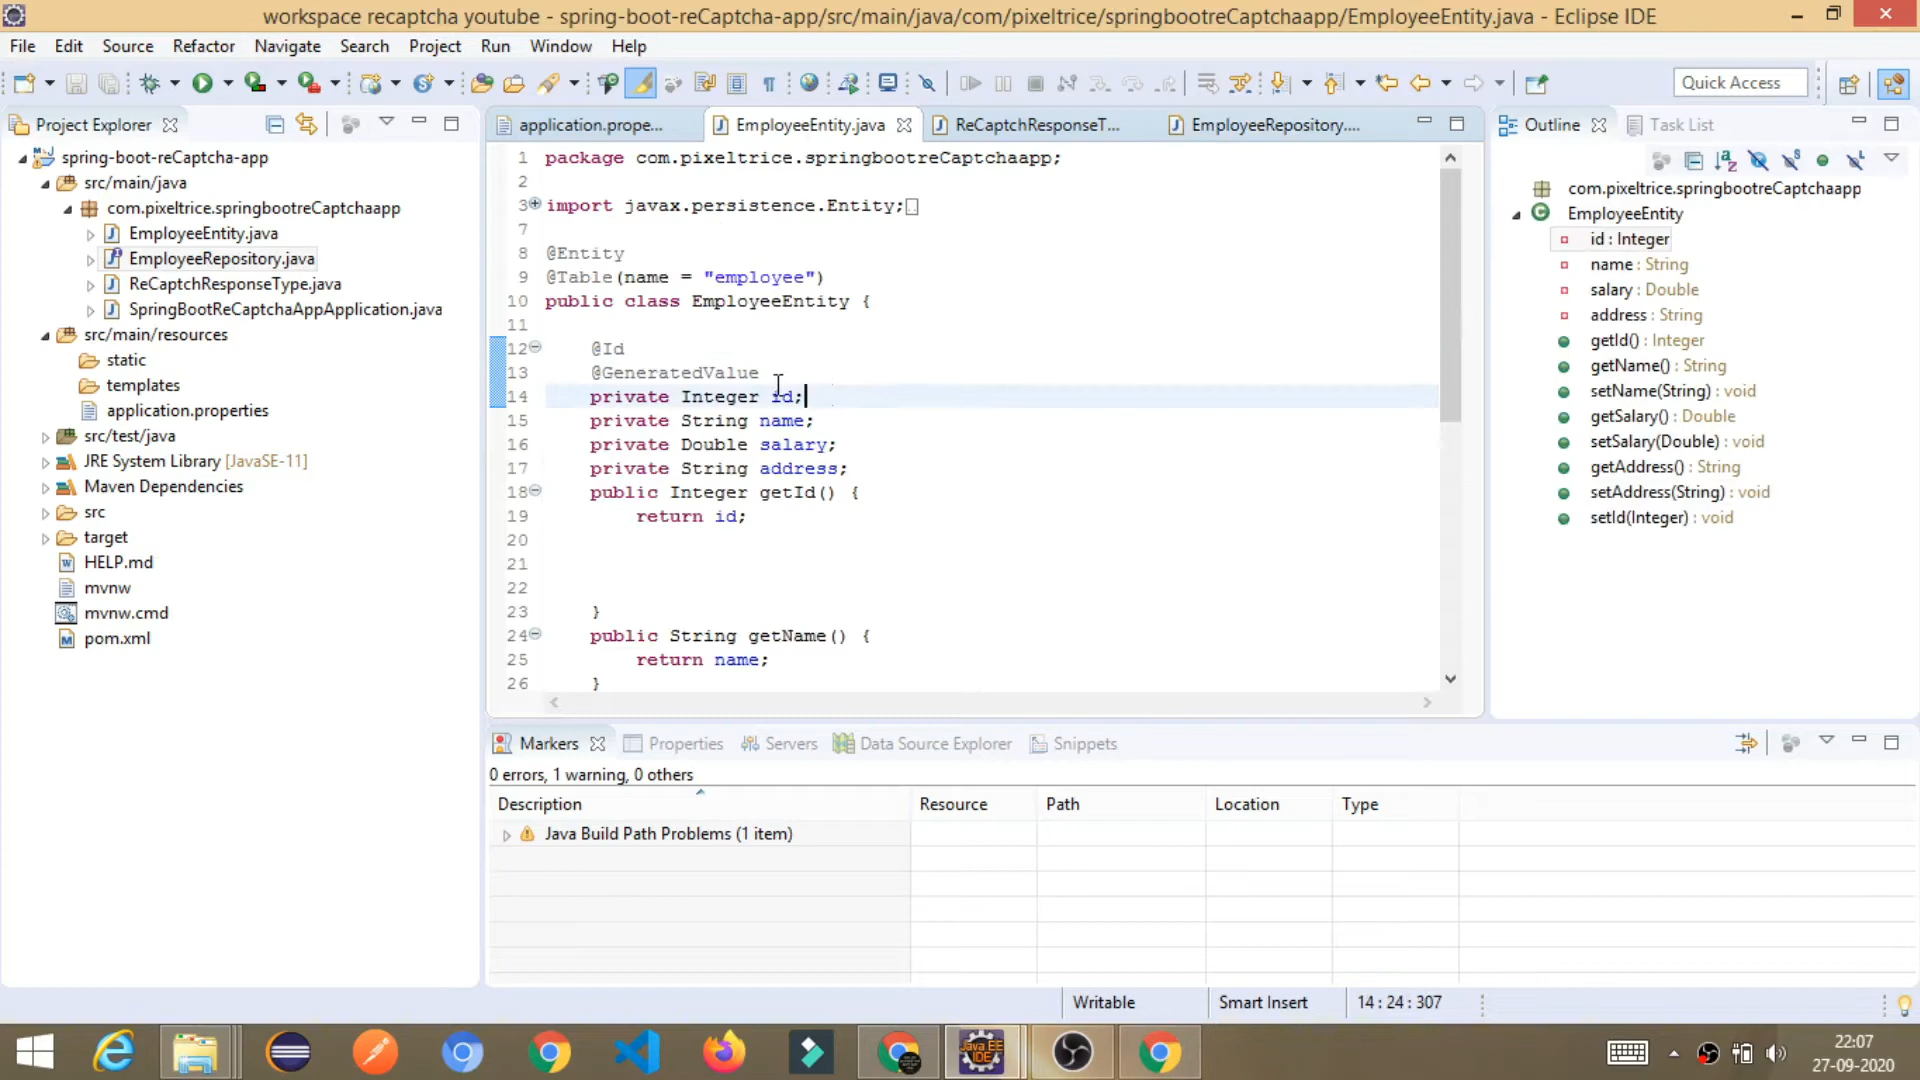 workspace recaptcha youtube - spring-boot-reCaptcha-app/src/main/java/com/pixeltrice/springbootreCaptchaapp/EmployeeEntity.java - Eclipse IDE
File Edit Source Refactor Navigate Search Project Run Window Help
Quick Access
Project Explorer
spring-boot-reCaptcha-app
src/main/java
com.pixeltrice.springbootreCaptchaapp
EmployeeEntity.java
EmployeeRepository.java
ReCaptchResponseType.java
SpringBootReCaptchaAppApplication.java
src/main/resources
static
templates
application.properties
src/test/java
JRE System Library [JavaSE-11]
Maven Dependencies
src
target
HELP.md
mvnw
mvnw.cmd
pom.xml
application.prope... EmployeeEntity.java ReCaptchResponseT... EmployeeRepository....
1 package com.pixeltrice.springbootreCaptchaapp;
2
3 import javax.persistence.Entity;
7
8 @Entity
9 @Table(name = "employee")
10 public class EmployeeEntity {
11
12 @Id
13 @GeneratedValue
14 private Integer id;
15 private String name;
16 private Double salary;
17 private String address;
18 public Integer getId() {
19 return id;
20
21
22
23 }
24 public String getName() {
25 return name;
26 }
Outline Task List
com.pixeltrice.springbootreCaptchaapp
EmployeeEntity
id : Integer
name : String
salary : Double
address : String
getId() : Integer
getName() : String
setName(String) : void
getSalary() : Double
setSalary(Double) : void
getAddress() : String
setAddress(String) : void
setId(Integer) : void
Markers Properties Servers Data Source Explorer Snippets
0 errors, 1 warning, 0 others
Description Resource Path Location Type
Java Build Path Problems (1 item)
Writable Smart Insert 14 : 24 : 307
Java EE
IDE
22:07
27-09-2020